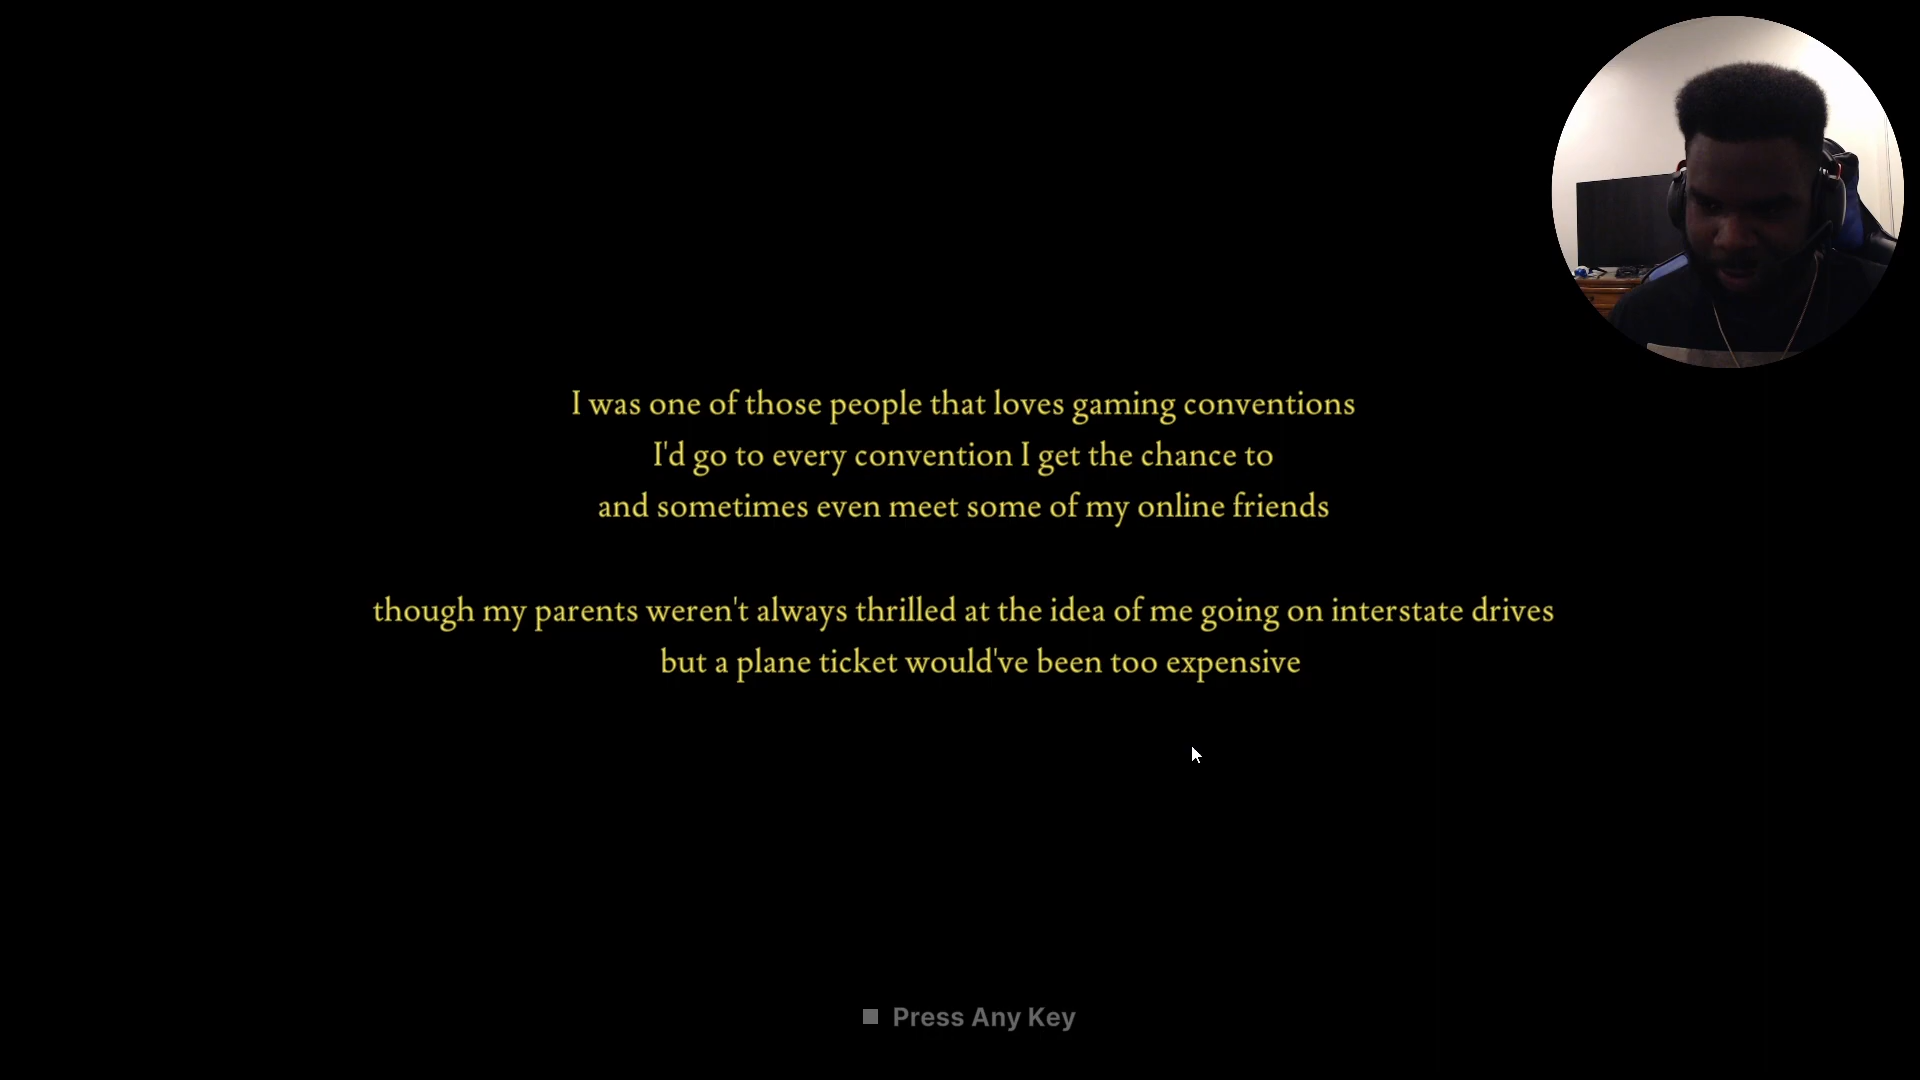 I was one of those people that loves gaming conventions
I'd go to every convention I get the chance to
and sometimes even meet some of my online friends
though my parents weren't always thrilled at the idea of me going on interstate drives
but a plane ticket would've been too expensive
Press Any Key